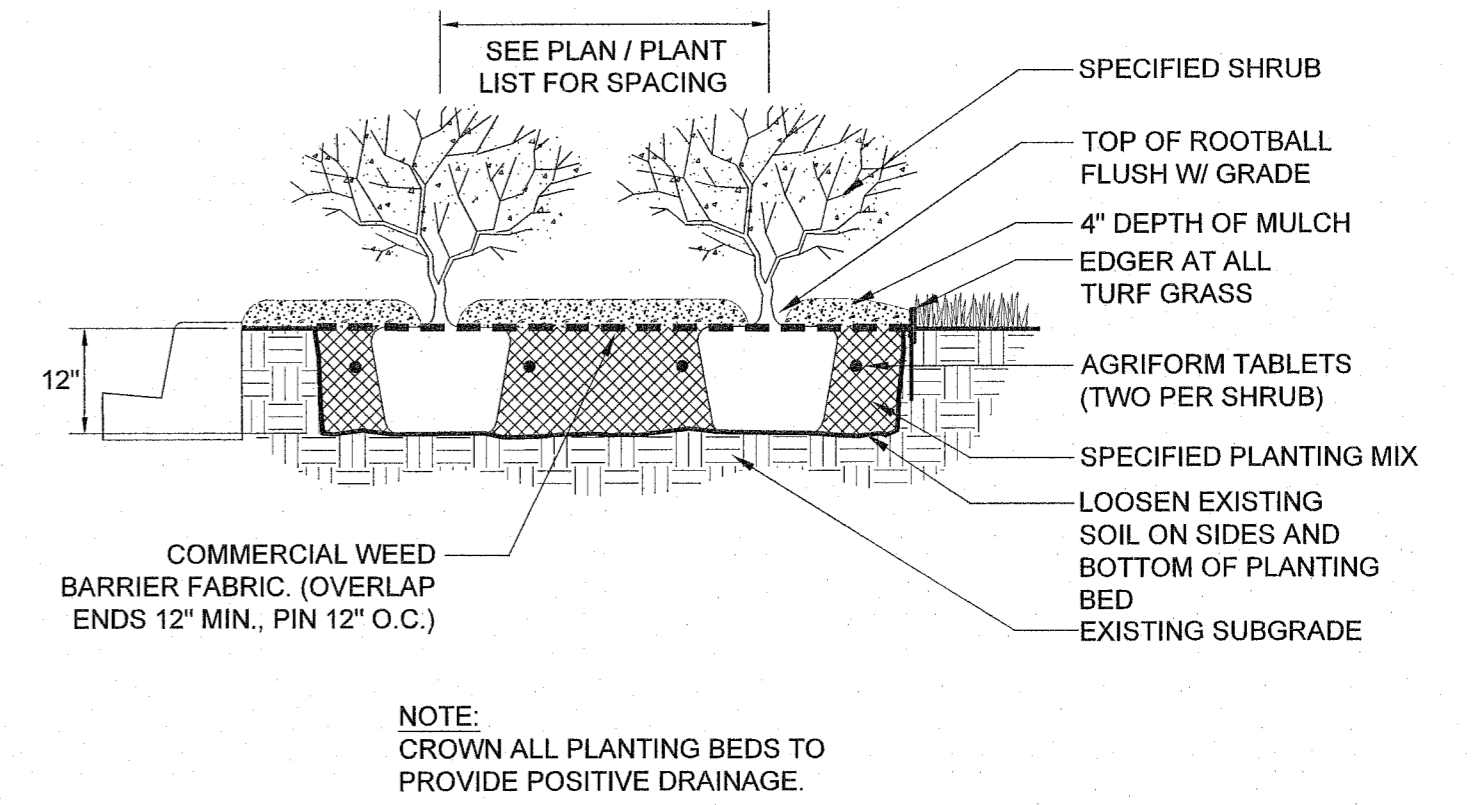 SEE PLAN / PLANT
LIST FOR SPACING
SPECIFIED SHRUB
TOP OF ROOTBALL
FLUSH W/ GRADE
4" DEPTH OF MULCH
EDGER AT ALL
TURF GRASS
12"
AGRIFORM TABLETS
(TWO PER SHRUB)
SPECIFIED PLANTING MIX
LOOSEN EXISTING
SOIL ON SIDES AND
BOTTOM OF PLANTING
BED
EXISTING SUBGRADE
COMMERCIAL WEED
BARRIER FABRIC. (OVERLAP
ENDS 12" MIN., PIN 12" O.C.)
NOTE:
CROWN ALL PLANTING BEDS TO
PROVIDE POSITIVE DRAINAGE.